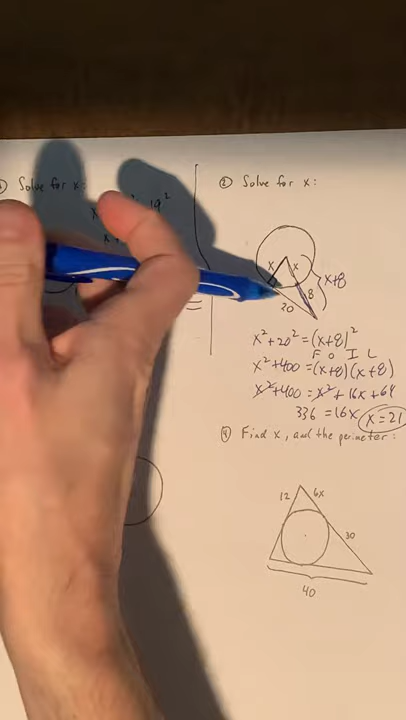 Solve for x:
19²
② Solve for x:
x x
x+8
8
20
x²+20²=(x+8)²
F O I L
x²+400=(x+8)(x+8)
x²+400=x²+16x+64
336=16x x=21
④ Find x, and the perimeter:
12 6x
30
40